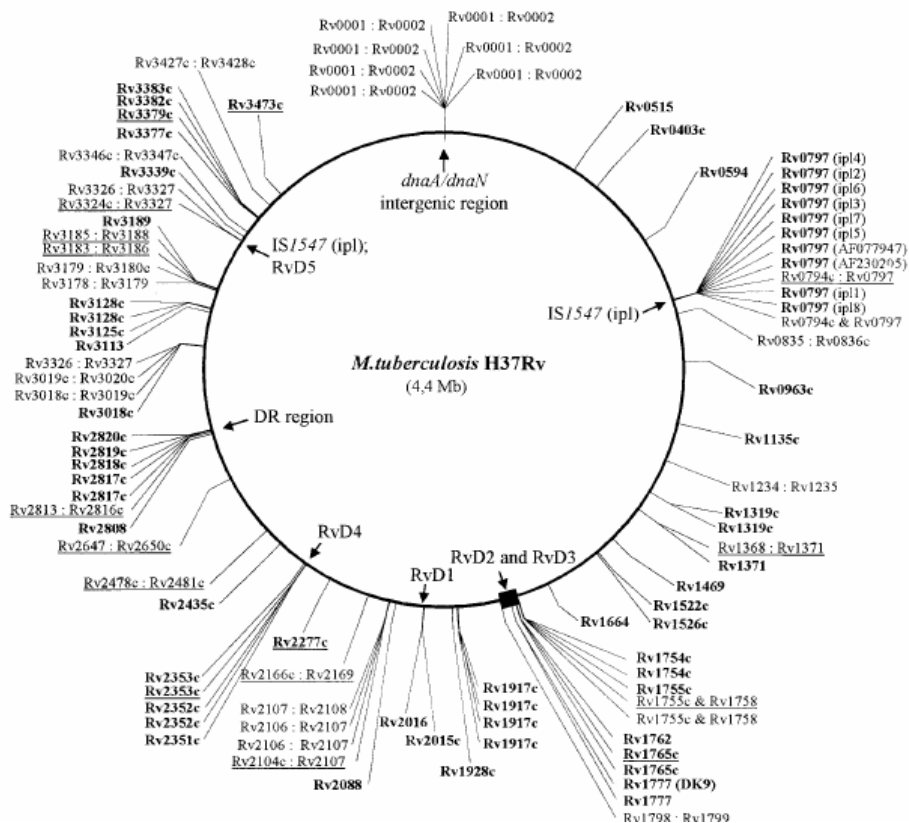 Rv0001 : Rv0002
Rv0001 : Rv0002
Rv0001 : Rv0002
Rv0001 : Rv0002
Rv0001 : Rv0002
Rv0001 : Rv0002
Rv0001 : Rv0002
Rv3427c : Rv3428c
Rv3383c
Rv3382c
Rv3379c
Rv3377c
Rv3473c
Rv3346c : Rv3347c
Rv3339c
Rv3326 : Rv3327
Rv3324c : Rv3327
Rv3189
Rv3185 : Rv3188
Rv3183 : Rv3186
Rv3179 : Rv3180c
Rv3178 : Rv3179
Rv3128c
Rv3128c
Rv3125c
Rv3113
Rv3326 : Rv3327
Rv3019c : Rv3020c
Rv3018c : Rv3019c
Rv3018c
Rv2820c
Rv2819c
Rv2818c
Rv2817c
Rv2817c
Rv2813 : Rv2816c
Rv2808
Rv2647 : Rv2650c
Rv2478c : Rv2481c
Rv2435c
Rv2353c
Rv2353c
Rv2352c
Rv2352c
Rv2351c
Rv2277c
Rv2166c : Rv2169
Rv2107 : Rv2108
Rv2106 : Rv2107
Rv2106 : Rv2107
Rv2104c : Rv2107
Rv2088
Rv2016
Rv2015c
Rv1928c
Rv1917c
Rv1917c
Rv1917c
Rv1917c
dnaA/dnaN
intergenic region
IS1547 (ipl);
RvD5
IS1547 (ipl)
M.tuberculosis H37Rv
(4,4 Mb)
DR region
RvD4
RvD1
RvD2 and RvD3
Rv0515
Rv0403c
Rv0594
Rv0797 (ipl4)
Rv0797 (ipl2)
Rv0797 (ipl6)
Rv0797 (ipl3)
Rv0797 (ipl7)
Rv0797 (ipl5)
Rv0797 (AF077947)
Rv0797 (AF230205)
Rv0794c : Rv0797
Rv0797 (ipl1)
Rv0797 (ipl8)
Rv0794c & Rv0797
Rv0835 : Rv0836c
Rv0963c
Rv1135c
Rv1234 : Rv1235
Rv1319c
Rv1319c
Rv1368 : Rv1371
Rv1371
Rv1469
Rv1522c
Rv1526c
Rv1664
Rv1754c
Rv1754c
Rv1755c
Rv1755c & Rv1758
Rv1755c & Rv1758
Rv1762
Rv1765c
Rv1765c
Rv1777 (DK9)
Rv1777
Rv1798 : Rv1799